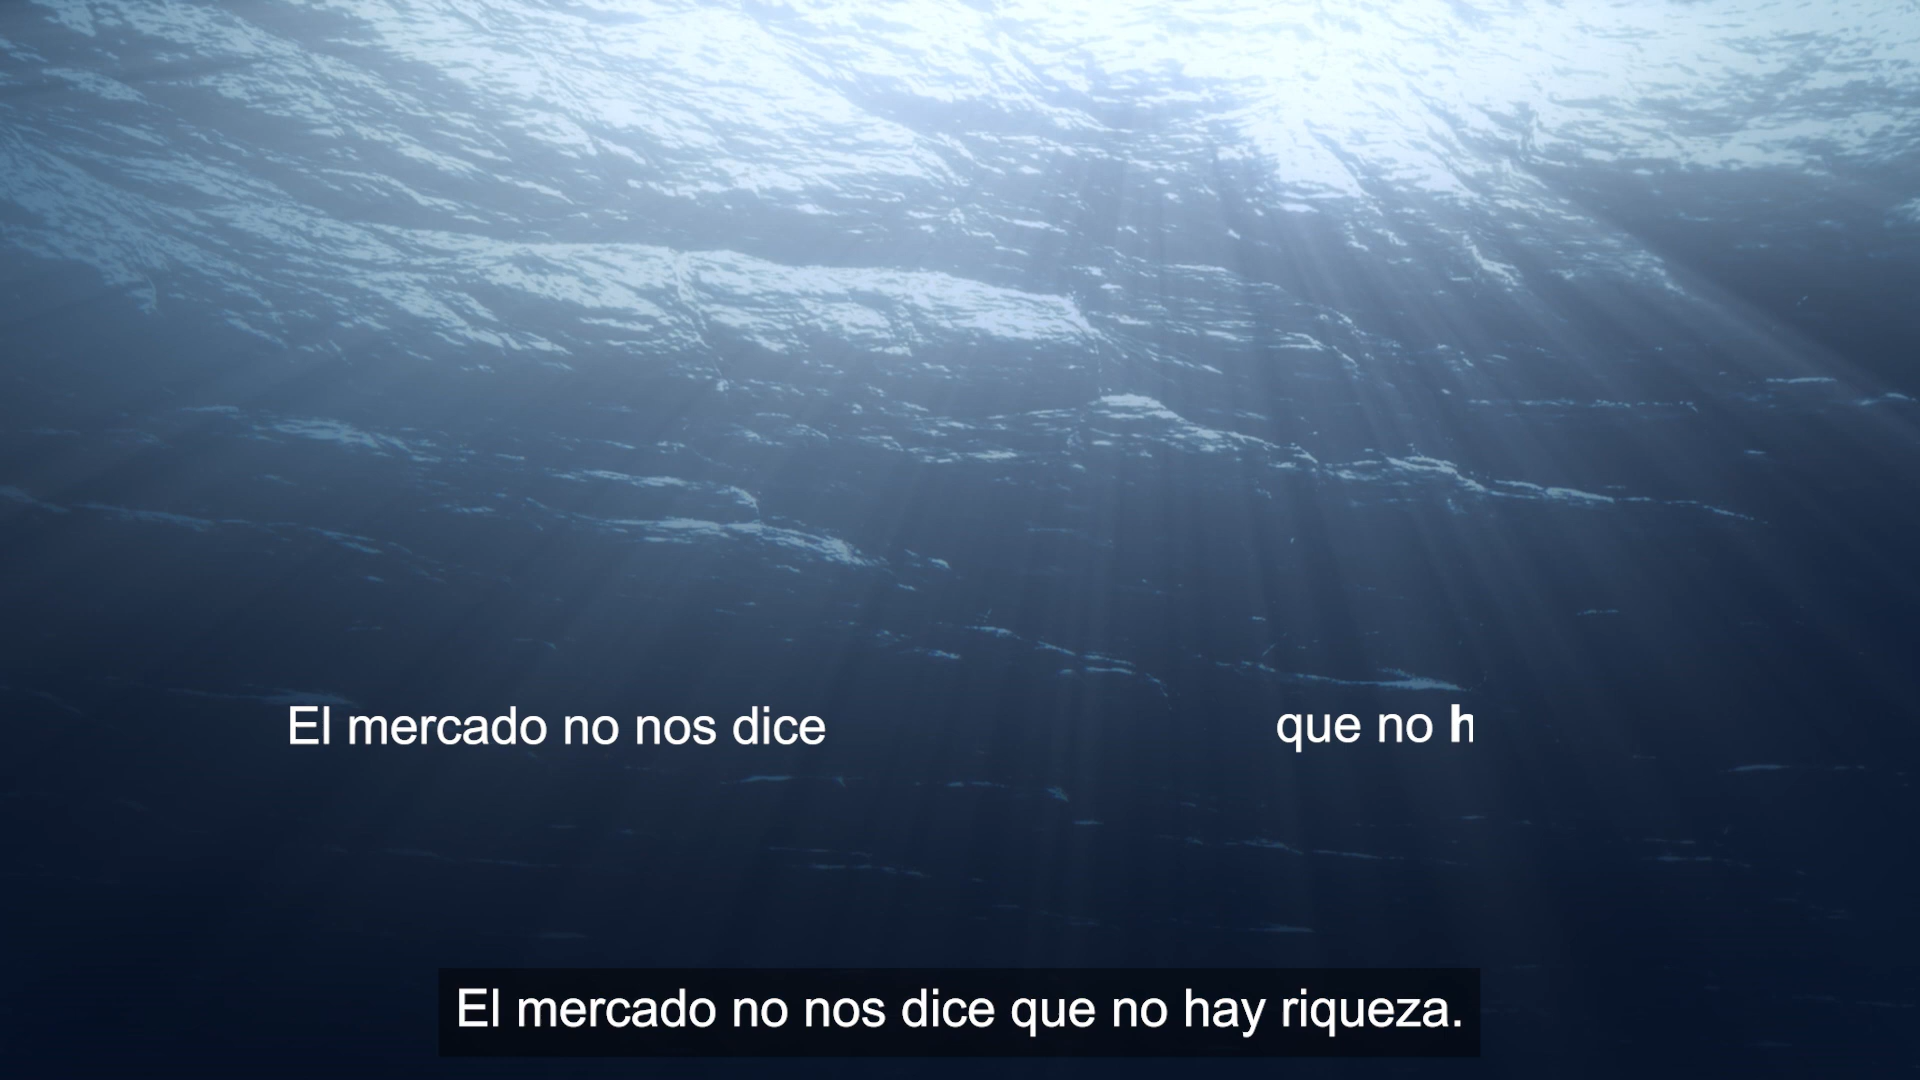 El mercado no nos dice que no h
El mercado no nos dice que no hay riqueza.